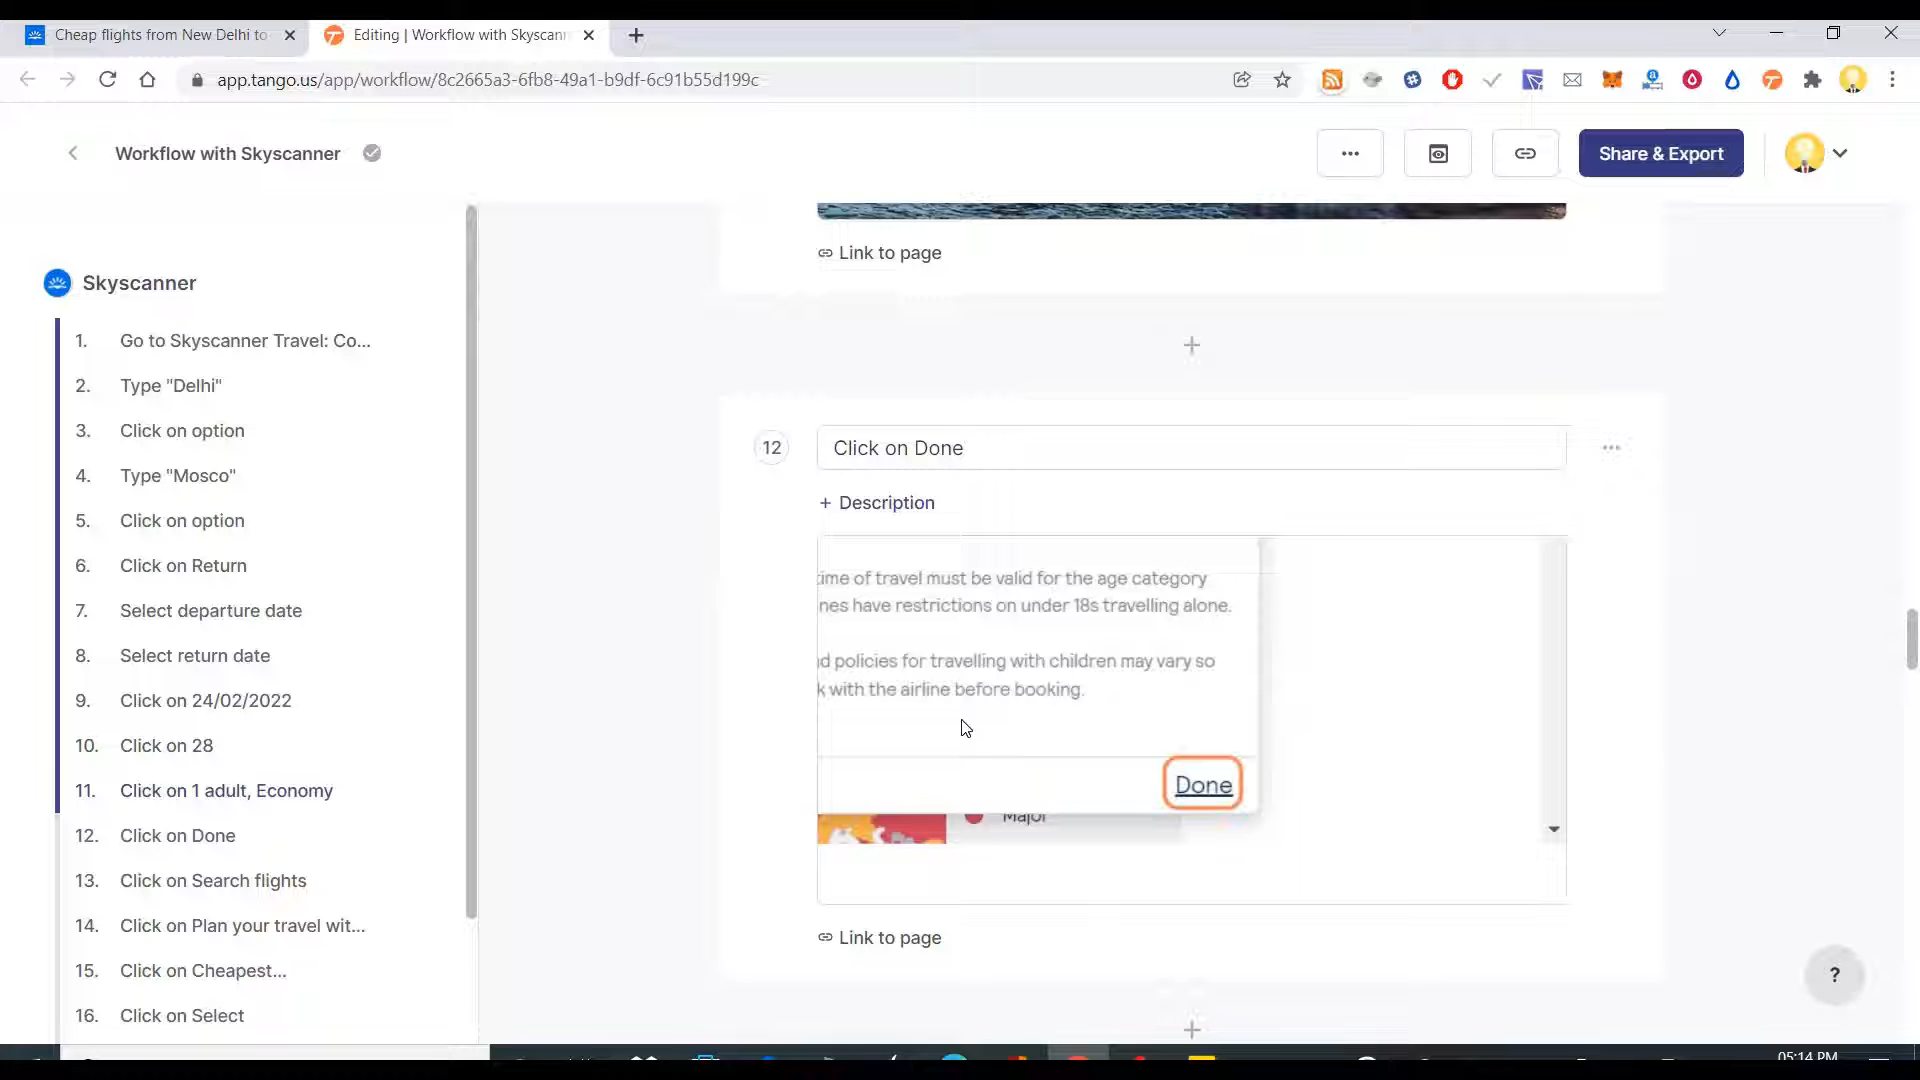 Cheap flights from New Delhi to
Editing | Workflow with Skyscann
app.tango.us/app/workflow/8c2665a3-6fb8-49a1-b9df-6c91b55d199c
Workflow with Skyscanner
Share & Export
Skyscanner
1. Go to Skyscanner Travel: Co...
2. Type "Delhi"
3. Click on option
4. Type "Mosco"
5. Click on option
6. Click on Return
7. Select departure date
8. Select return date
9. Click on 24/02/2022
10. Click on 28
11. Click on 1 adult, Economy
12. Click on Done
13. Click on Search flights
14. Click on Plan your travel wit...
15. Click on Cheapest...
16. Click on Select
Link to page
12 Click on Done
+ Description
time of travel must be valid for the age category
nes have restrictions on under 18s travelling alone.
d policies for travelling with children may vary so
k with the airline before booking.
Done
Major
Link to page
?
05:14 PM